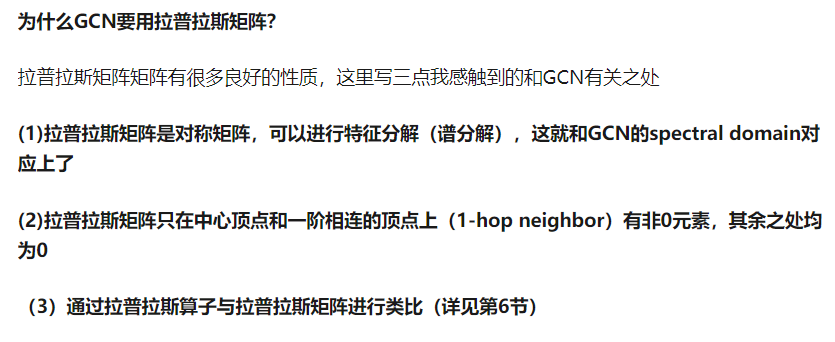 为什么GCN要用拉普拉斯矩阵?
拉普拉斯矩阵矩阵有很多良好的性质，这里写三点我感触到的和GCN有关之处
(1)拉普拉斯矩阵是对称矩阵，可以进行特征分解（谱分解），这就和GCN的spectral domain对
应上了
(2)拉普拉斯矩阵只在中心顶点和一阶相连的顶点上（1-hop neighbor）有非0元素，其余之处均
为0
（3）通过拉普拉斯算子与拉普拉斯矩阵进行类比（详见第6节）